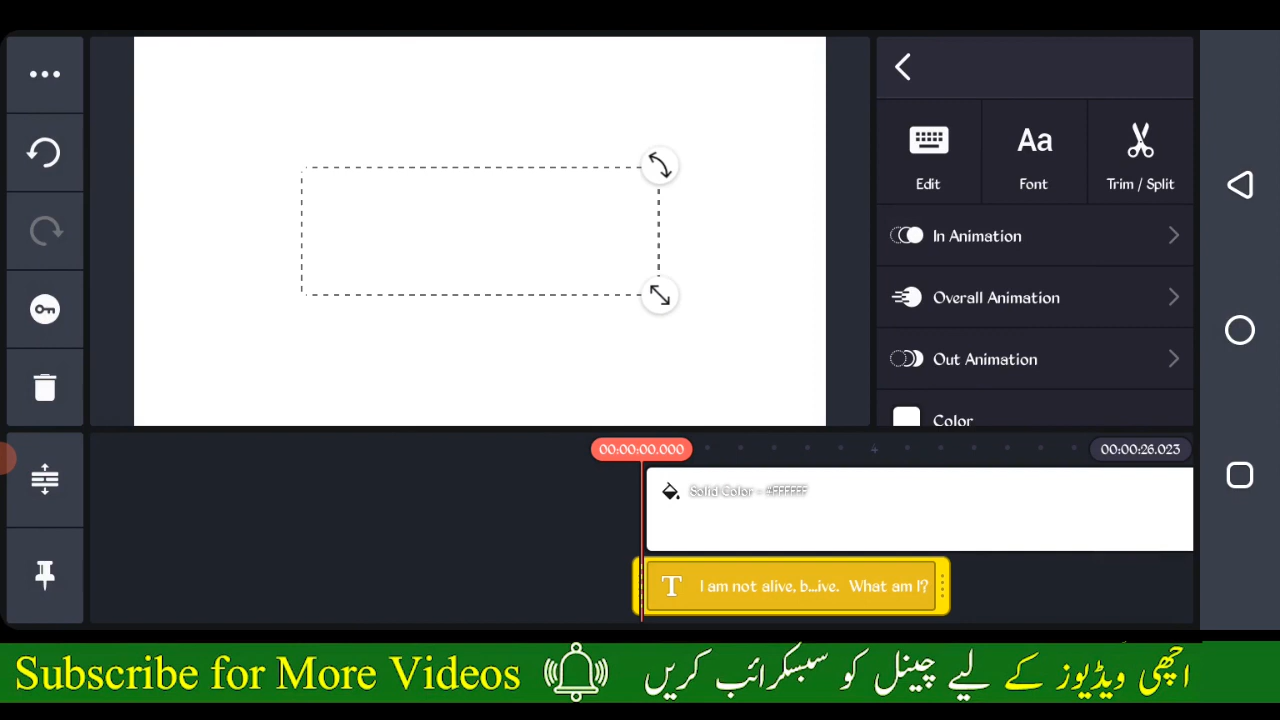 Edit
Font
Trim / Split
In Animation
Overall Animation
Out Animation
Color
00:00:00.000
00:00:26.023
Solid Color - #FFFFFF
I am not alive, b...ive. What am I?
Subscribe for More Videos
اچھی ویڈیوز کے لیے چینل کو سبسکرائب کریں